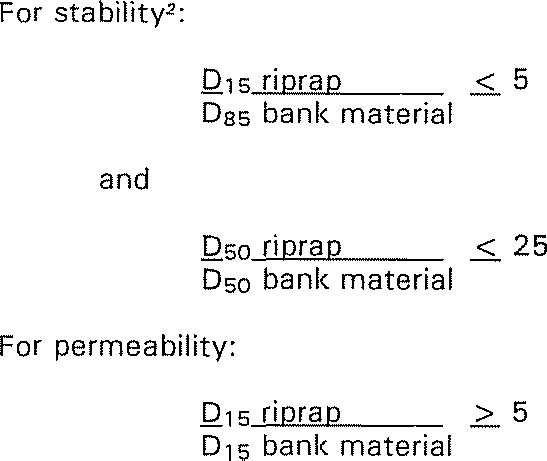 For stability²:
D₁₅ riprap ≤ 5
D₈₅ bank material
and
D₅₀ riprap ≤ 25
D₅₀ bank material
For permeability:
D₁₅ riprap ≥ 5
D₁₅ bank material